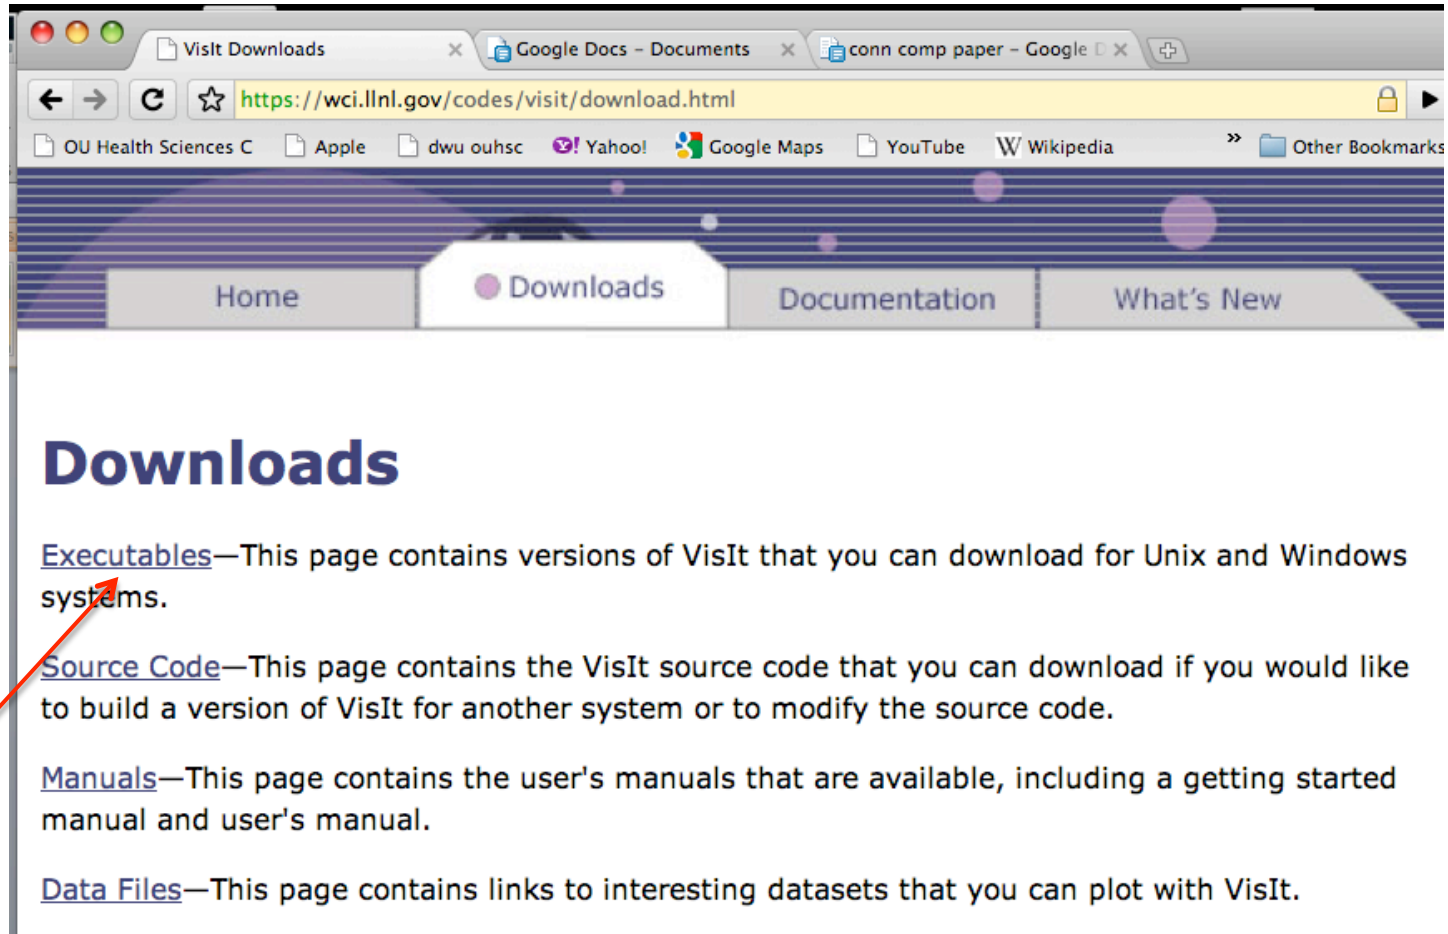 VisIt Downloads
Google Docs – Documents
conn comp paper – Google D
https://wci.llnl.gov/codes/visit/download.html
OU Health Sciences C Apple dwu ouhsc Yahoo! Google Maps YouTube W Wikipedia » Other Bookmarks
Home Downloads Documentation What's New
Downloads
Executables—This page contains versions of VisIt that you can download for Unix and Windows
systems.
Source Code—This page contains the VisIt source code that you can download if you would like
to build a version of VisIt for another system or to modify the source code.
Manuals—This page contains the user's manuals that are available, including a getting started
manual and user's manual.
Data Files—This page contains links to interesting datasets that you can plot with VisIt.